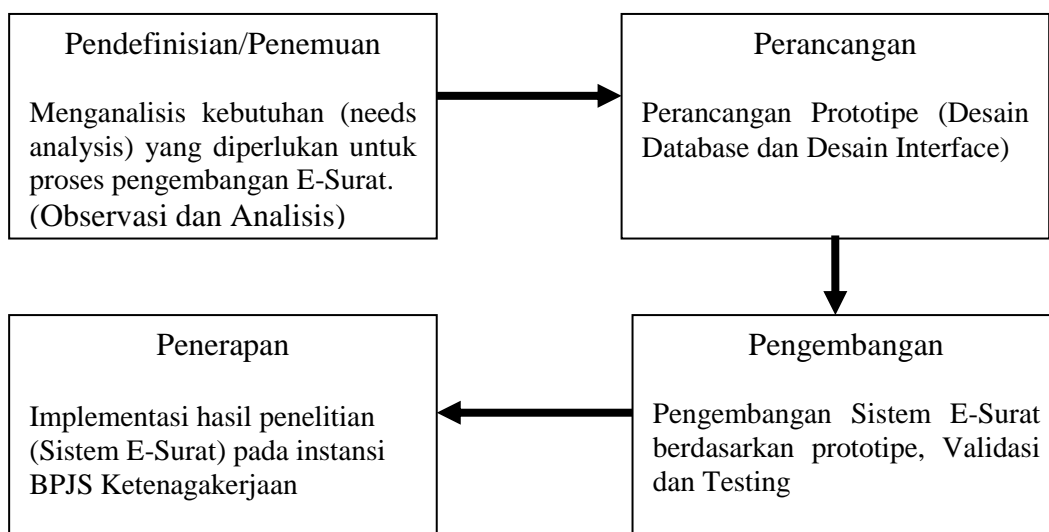 Pendefinisian/Penemuan
Menganalisis kebutuhan (needs
analysis) yang diperlukan untuk
proses pengembangan E-Surat.
(Observasi dan Analisis)
Perancangan
Perancangan Prototipe (Desain
Database dan Desain Interface)
Pengembangan
Pengembangan Sistem E-Surat
berdasarkan prototipe, Validasi
dan Testing
Penerapan
Implementasi hasil penelitian
(Sistem E-Surat) pada instansi
BPJS Ketenagakerjaan